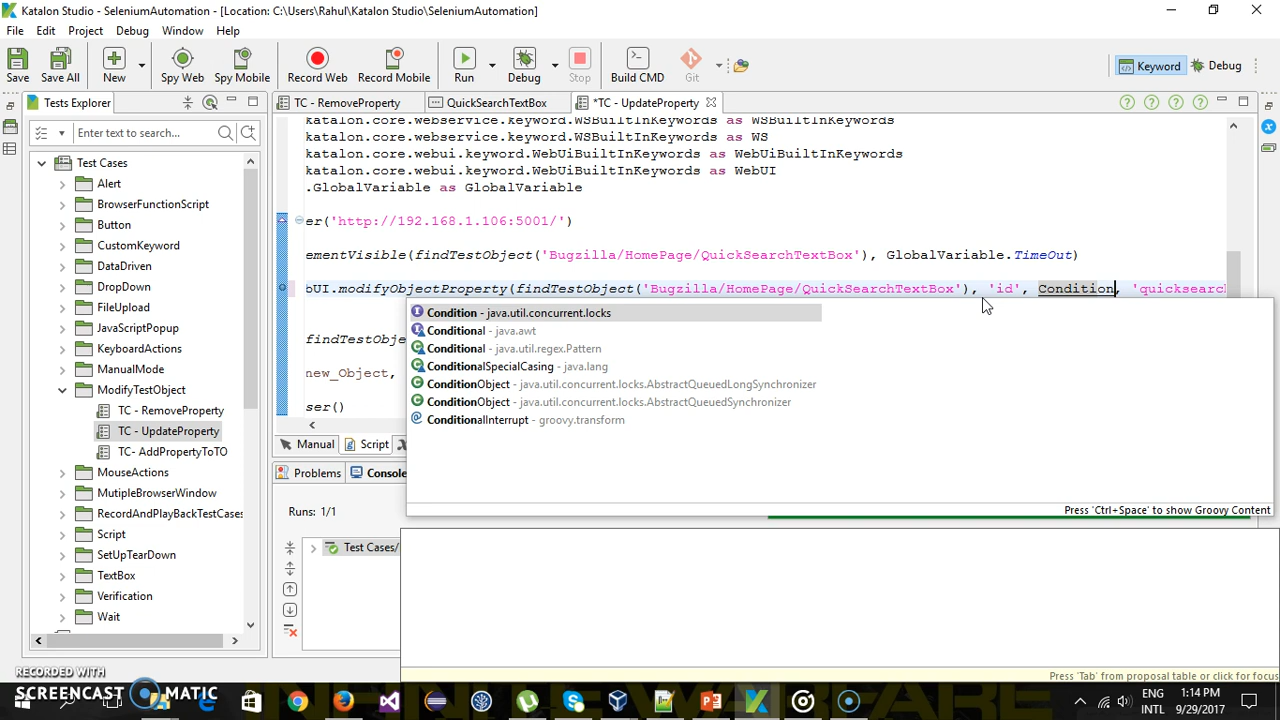 Katalon Studio - SeleniumAutomation - [Location: C:\Users\Rahul\Katalon Studio\SeleniumAutomation]
File Edit Project Debug Window Help
Save Save All New Spy Web Spy Mobile Record Web Record Mobile Run Debug Stop Build CMD Git Keyword Debug
Tests Explorer TC - RemoveProperty QuickSearchTextBox *TC - UpdateProperty
Enter text to search...
Test Cases
Alert
BrowserFunctionScript
Button
CustomKeyword
DataDriven
DropDown
FileUpload
JavaScriptPopup
KeyboardActions
ManualMode
ModifyTestObject
TC - RemoveProperty
TC - UpdateProperty
TC- AddPropertyToTO
MouseActions
MutipleBrowserWindow
RecordAndPlayBackTestCases
Script
SetUpTearDown
TextBox
Verification
Wait
katalon.core.webservice.keyword.WSBuiltInKeywords as WSBuiltInKeywords
katalon.core.webservice.keyword.WSBuiltInKeywords as WS
katalon.core.webui.keyword.WebUiBuiltInKeywords as WebUiBuiltInKeywords
katalon.core.webui.keyword.WebUiBuiltInKeywords as WebUI
.GlobalVariable as GlobalVariable
er('http://192.168.1.106:5001/')
ementVisible(findTestObject('Bugzilla/HomePage/QuickSearchTextBox'), GlobalVariable.TimeOut)
bUI.modifyObjectProperty(findTestObject('Bugzilla/HomePage/QuickSearchTextBox'), 'id', Condition, 'quicksearch
findTestObje
new_Object,
ser()
Condition - java.util.concurrent.locks
Conditional - java.awt
Conditional - java.util.regex.Pattern
ConditionalSpecialCasing - java.lang
ConditionObject - java.util.concurrent.locks.AbstractQueuedLongSynchronizer
ConditionObject - java.util.concurrent.locks.AbstractQueuedSynchronizer
ConditionalInterrupt - groovy.transform
Press 'Ctrl+Space' to show Groovy Content
Manual Script
Problems Console
Runs: 1/1
Test Cases/
Press 'Tab' from proposal table or click for focus
RECORDED WITH
SCREENCAST MATIC
ENG
INTL
1:14 PM
9/29/2017